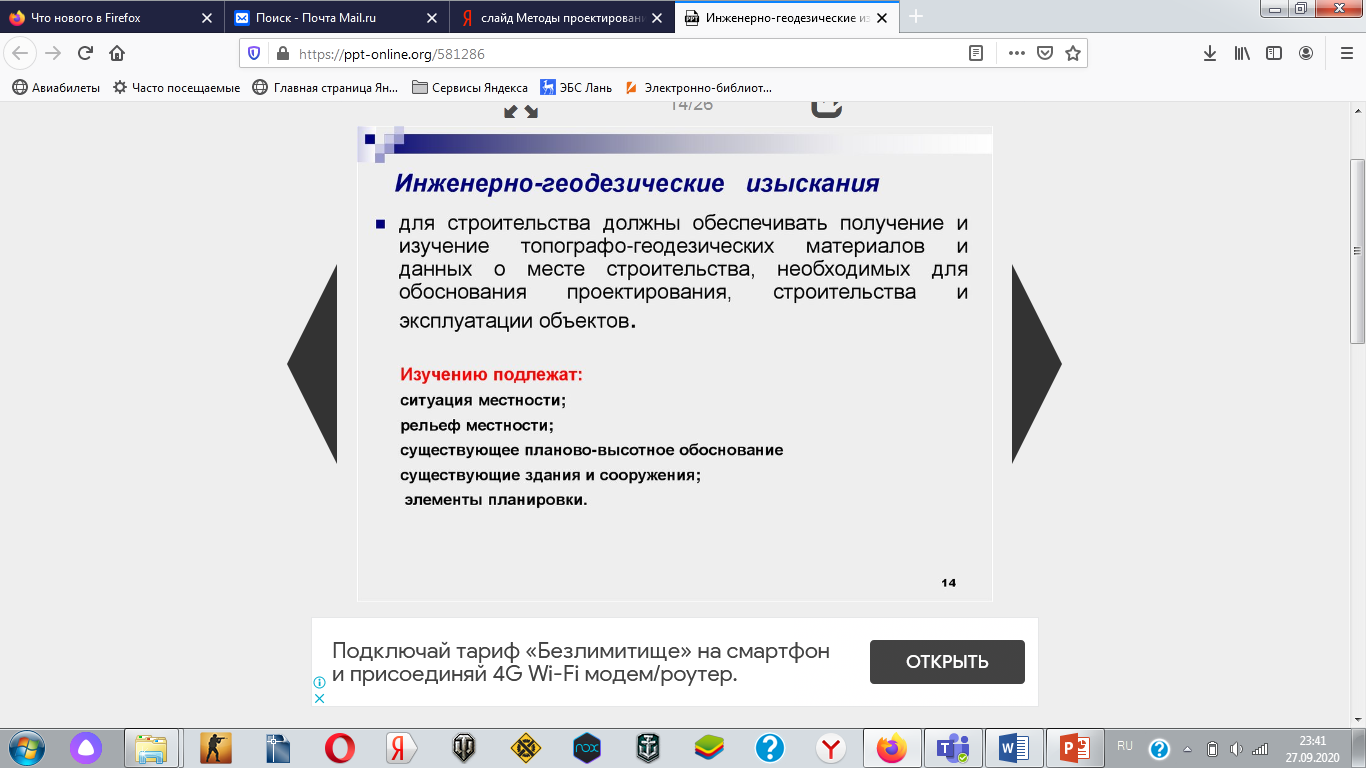 Что нового в Firefox
Поиск - Почта Mail.ru
слайд Методы проектирован
Инженерно-геодезические из
https://ppt-online.org/581286
Авиабилеты
Часто посещаемые
Главная страница Ян...
Сервисы Яндекса
ЭБС Лань
Электронно-библиот...
14/26
Инженерно-геодезические изыскания
для строительства должны обеспечивать получение и
изучение топографо-геодезических материалов и
данных о месте строительства, необходимых для
обоснования проектирования, строительства и
эксплуатации объектов.
Изучению подлежат:
ситуация местности;
рельеф местности;
существующее планово-высотное обоснование
существующие здания и сооружения;
элементы планировки.
14
Подключай тариф «Безлимитище» на смартфон
и присоединяй 4G Wi-Fi модем/роутер.
ОТКРЫТЬ
RU
23:41
27.09.2020